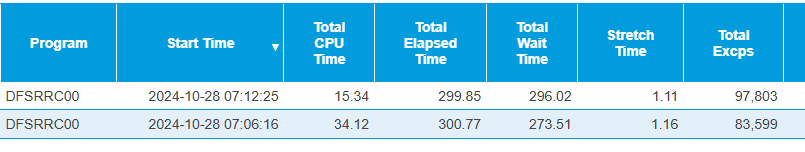 Program Start Time ▼ Total CPU Time Total Elapsed Time Total Wait Time Stretch Time Total Excps
DFSRRC00 2024-10-28 07:12:25 15.34 299.85 296.02 1.11 97,803
DFSRRC00 2024-10-28 07:06:16 34.12 300.77 273.51 1.16 83,599